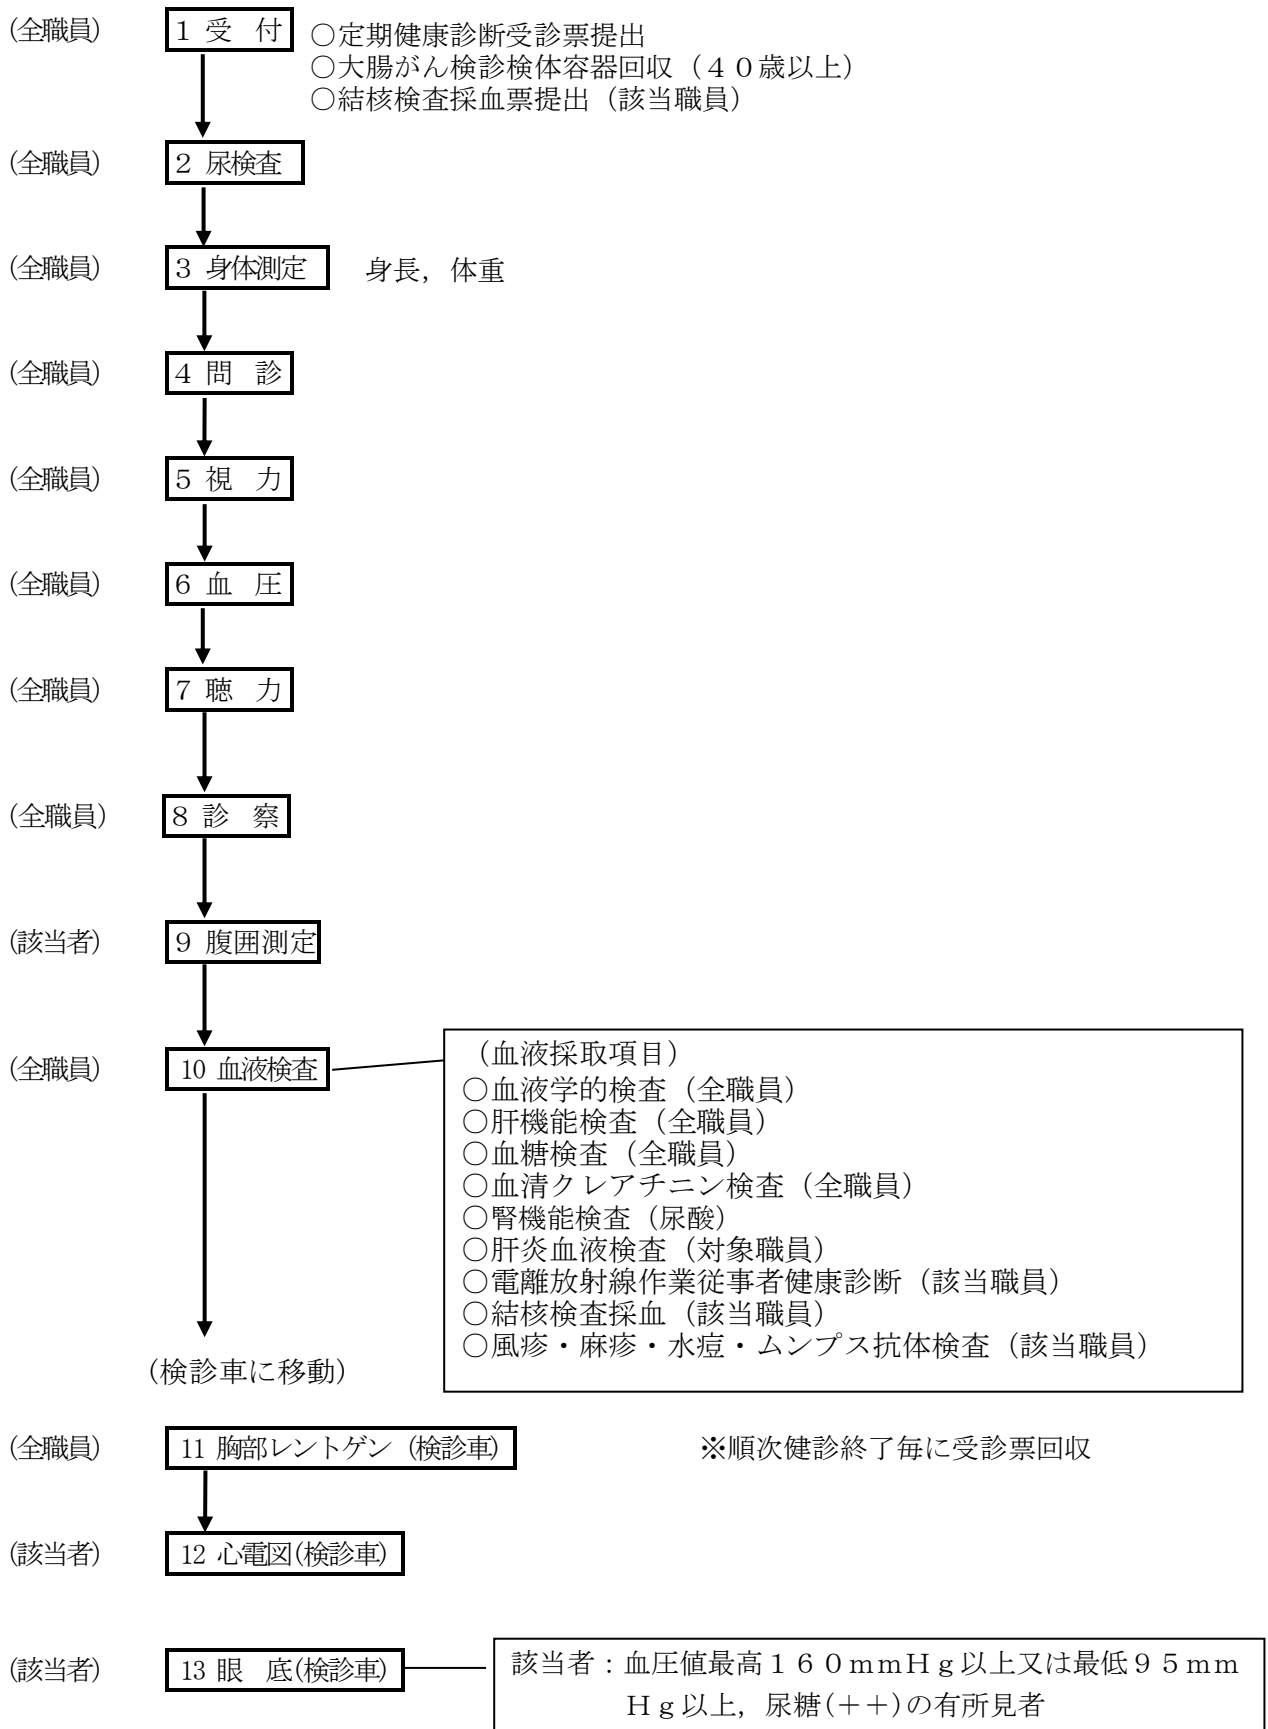 (全職員)
１ 受　付
○定期健康診断受診票提出
○大腸がん検診検体容器回収（４０歳以上）
○結核検査採血票提出（該当職員）
(全職員)
２ 尿検査
(全職員)
３ 身体測定
身長，体重
(全職員)
４ 問　診
(全職員)
５ 視　力
(全職員)
６ 血　圧
(全職員)
７ 聴　力
(全職員)
８ 診　察
(該当者)
９ 腹囲測定
(全職員)
10 血液検査
（血液採取項目）
○血液学的検査（全職員）
○肝機能検査（全職員）
○血糖検査（全職員）
○血清クレアチニン検査（全職員）
○腎機能検査（尿酸）
○肝炎血液検査（対象職員）
○電離放射線作業従事者健康診断（該当職員）
○結核検査採血（該当職員）
○風疹・麻疹・水痘・ムンプス抗体検査（該当職員）
（検診車に移動）
(全職員)
11 胸部レントゲン（検診車）
※順次健診終了毎に受診票回収
(該当者)
12 心電図(検診車)
(該当者)
13 眼　底(検診車)
該当者：血圧値最高１６０ｍｍＨｇ以上又は最低９５ｍｍ
Ｈｇ以上，尿糖(＋＋)の有所見者